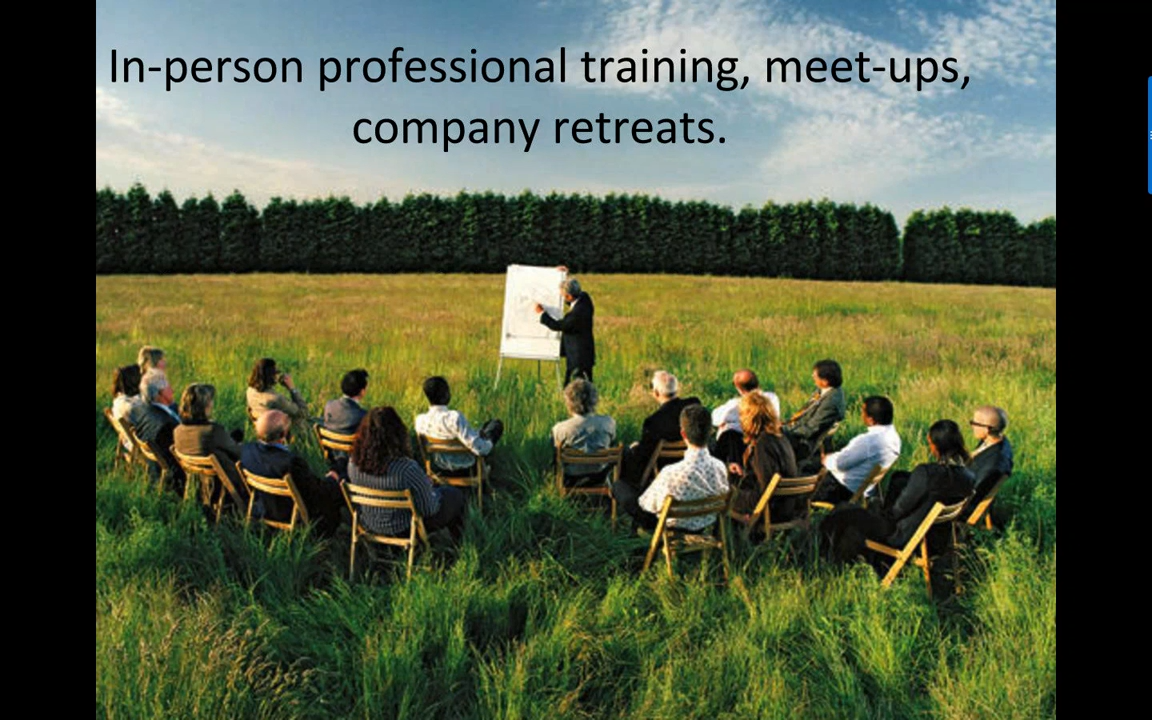 In-person professional training, meet-ups,
company retreats.